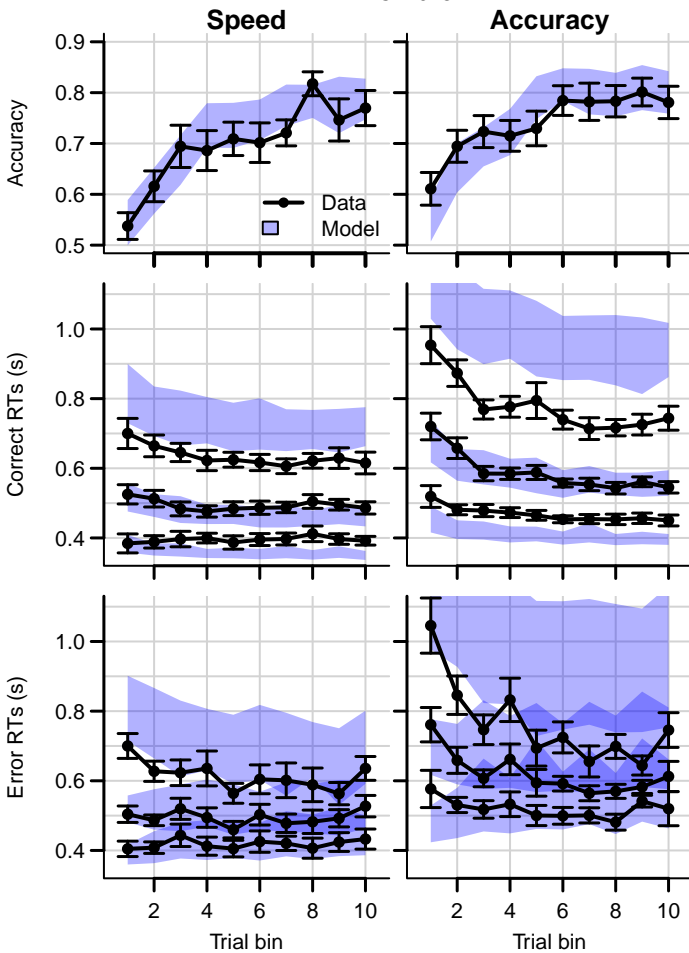 Speed Accuracy
0.9
0.8
0.7
0.6
0.5
Accuracy
Data
Model
1.0
0.8
0.6
0.4
Correct RTs (s)
1.0
0.8
0.6
0.4
Error RTs (s)
2 4 6 8 10 2 4 6 8 10
Trial bin Trial bin